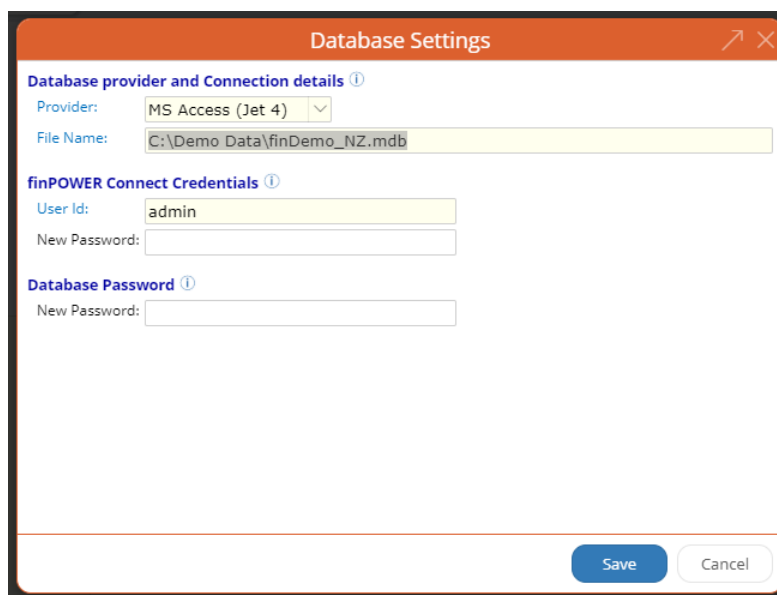 Database Settings
Database provider and Connection details
Provider: MS Access (Jet 4)
File Name: C:\Demo Data\finDemo_NZ.mdb
finPOWER Connect Credentials
User Id: admin
New Password:
Database Password
New Password:
Save Cancel